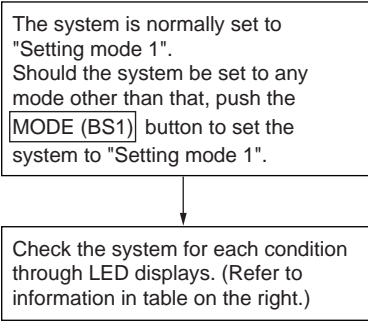 The system is normally set to
"Setting mode 1".
Should the system be set to any
mode other than that, push the
MODE (BS1) button to set the
system to "Setting mode 1".
Check the system for each condition
through LED displays. (Refer to
information in table on the right.)